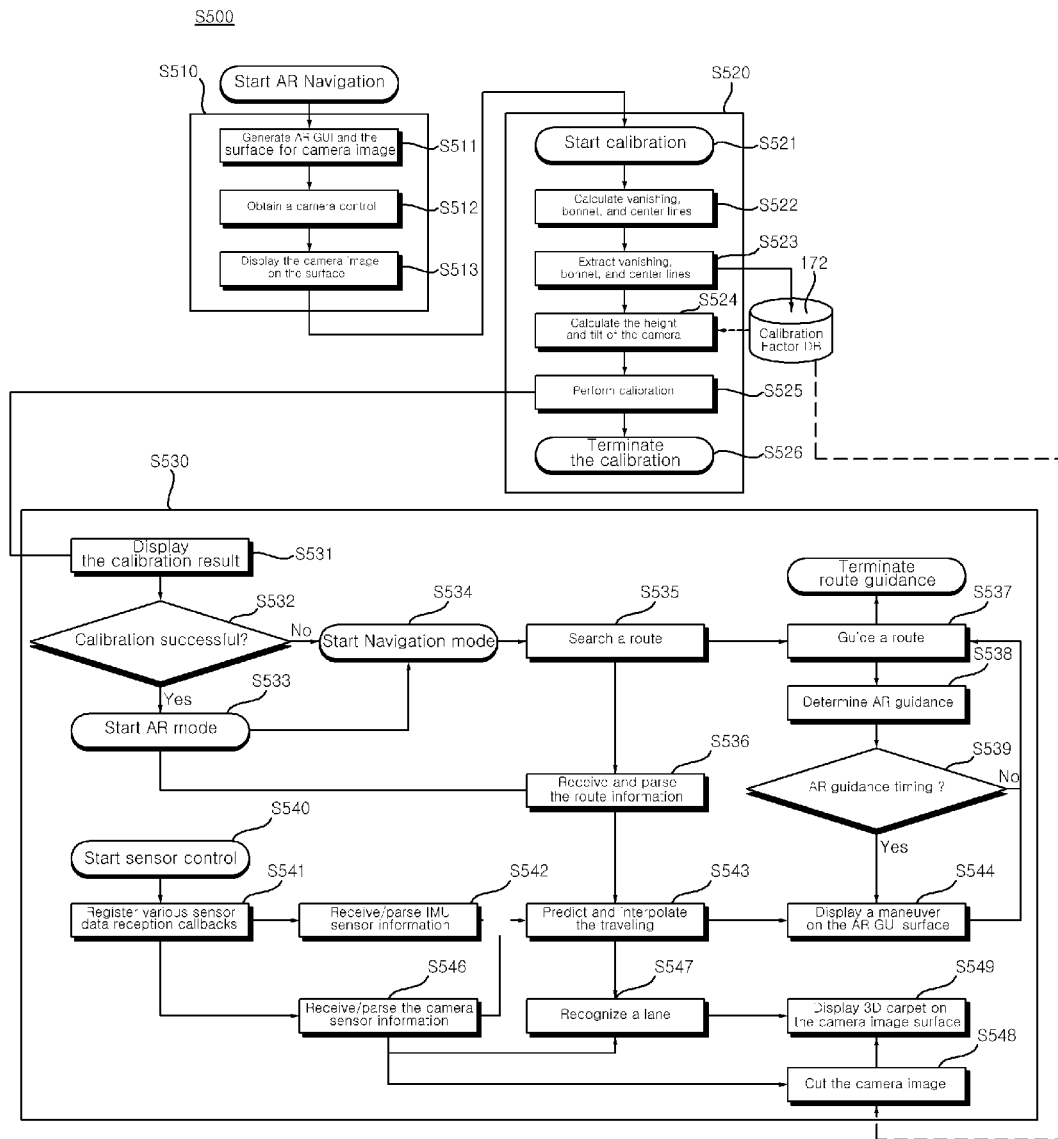 S500
S510
Start AR Navigation
Generate AR GUI and the
surface for camera image
S511
Obtain a camera control
S512
Display the camera image
on the surface
S513
S520
Start calibration
S521
Calculate vanishing,
bonnet, and center lines
S522
Extract vanishing,
bonnet, and center lines
S523
172
Calibration
Factor DB
S524
Calculate the height
and tilt of the camera
Perform calibration
S525
Terminate
the calibration
S526
S530
Display
the calibration result
S531
S532
Calibration successful?
No
Yes
S533
Start AR mode
S534
Start Navigation mode
S535
Search a route
Terminate
route guidance
S537
Guide a route
S538
Determine AR guidance
S539
AR guidance timing ?
No
Yes
S536
Receive and parse
the route information
S540
Start sensor control
S541
Register various sensor
data reception callbacks
S542
Receive/parse IMU
sensor information
S543
Predict and interpolate
the traveling
S544
Display a maneuver
on the AR GUI surface
S546
Receive/parse the camera
sensor information
S547
Recognize a lane
S549
Display 3D carpet on
the camera image surface
S548
Cut the camera image